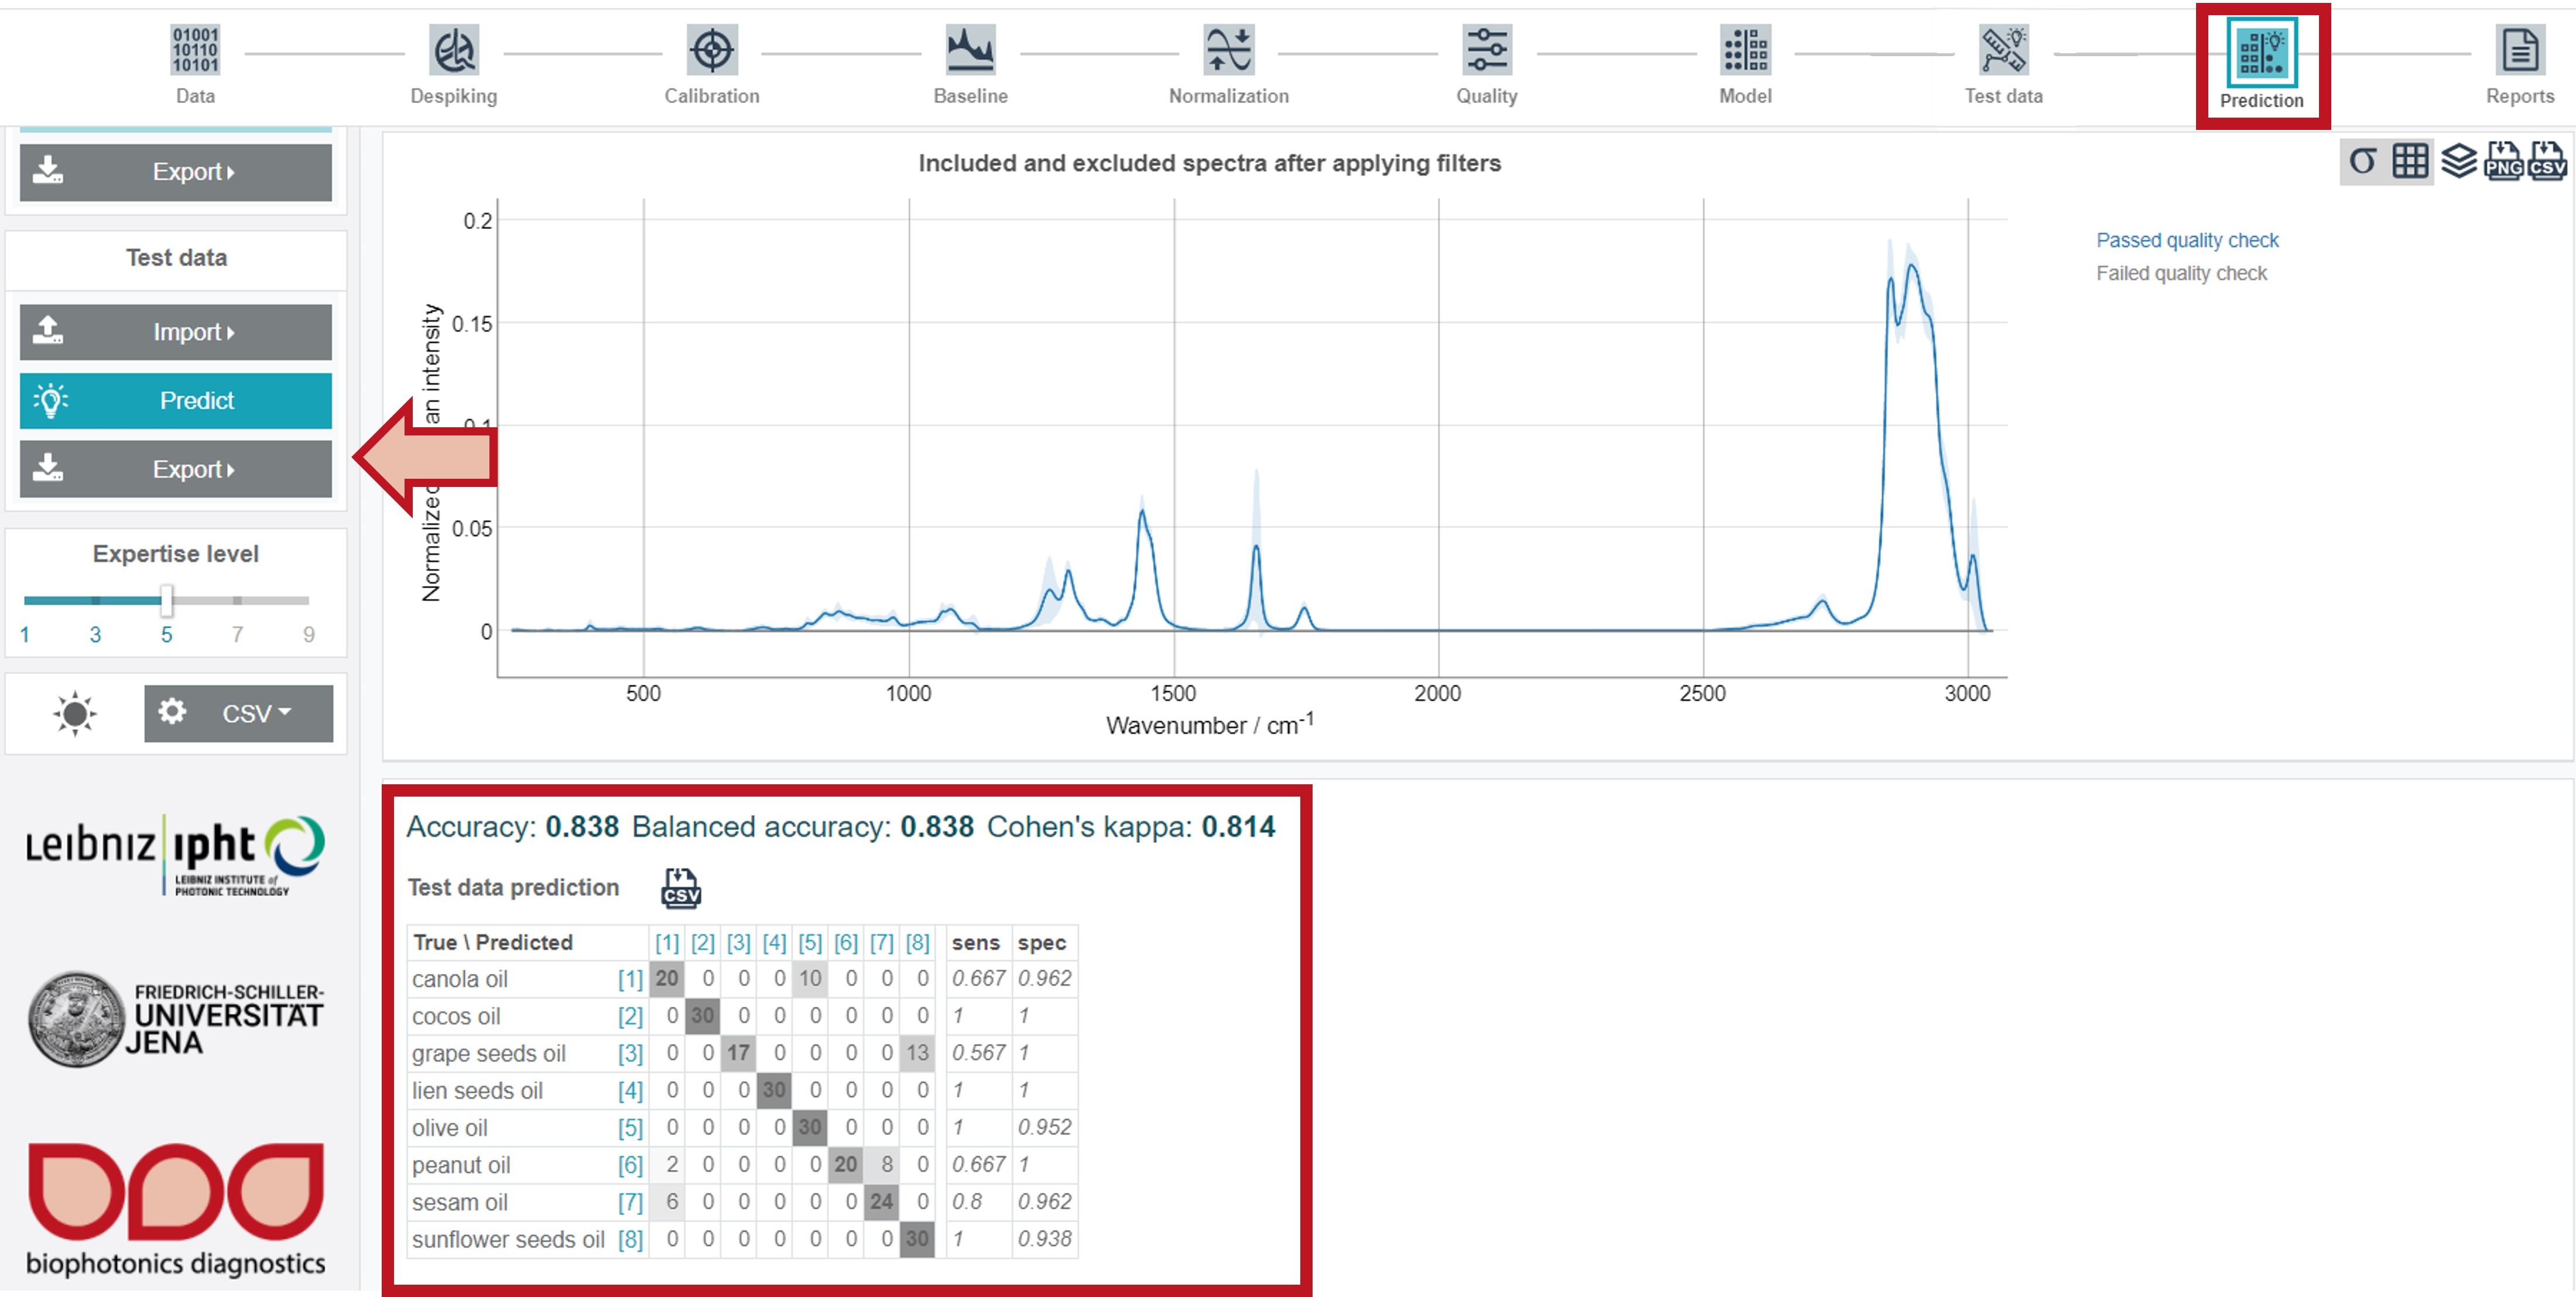 01001
10110
10101
Data
Despiking
Calibration
Baseline
Normalization
Quality
Model
Test data
Prediction
Reports
Export
Test data
Import
Predict
Export
Expertise level
1 3 5 7 9
CSV
Leibniz ipht
LEIBNIZ INSTITUTE of
PHOTONIC TECHNOLOGY
FRIEDRICH-SCHILLER-
UNIVERSITÄT
JENA
biophotonics diagnostics
Included and excluded spectra after applying filters
σ PNG CSV
Passed quality check
Failed quality check
Normalized an intensity
0.2
0.15
0.1
0.05
0
500 1000 1500 2000 2500 3000
Wavenumber / cm-1
Accuracy: 0.838 Balanced accuracy: 0.838 Cohen's kappa: 0.814
Test data prediction CSV
True \ Predicted [1] [2] [3] [4] [5] [6] [7] [8] sens spec
canola oil [1] 20 0 0 0 10 0 0 0 0.667 0.962
cocos oil [2] 0 30 0 0 0 0 0 0 1 1
grape seeds oil [3] 0 0 17 0 0 0 0 13 0.567 1
lien seeds oil [4] 0 0 0 30 0 0 0 0 1 1
olive oil [5] 0 0 0 0 30 0 0 0 1 0.952
peanut oil [6] 2 0 0 0 0 20 8 0 0.667 1
sesam oil [7] 6 0 0 0 0 0 24 0 0.8 0.962
sunflower seeds oil [8] 0 0 0 0 0 0 0 30 1 0.938